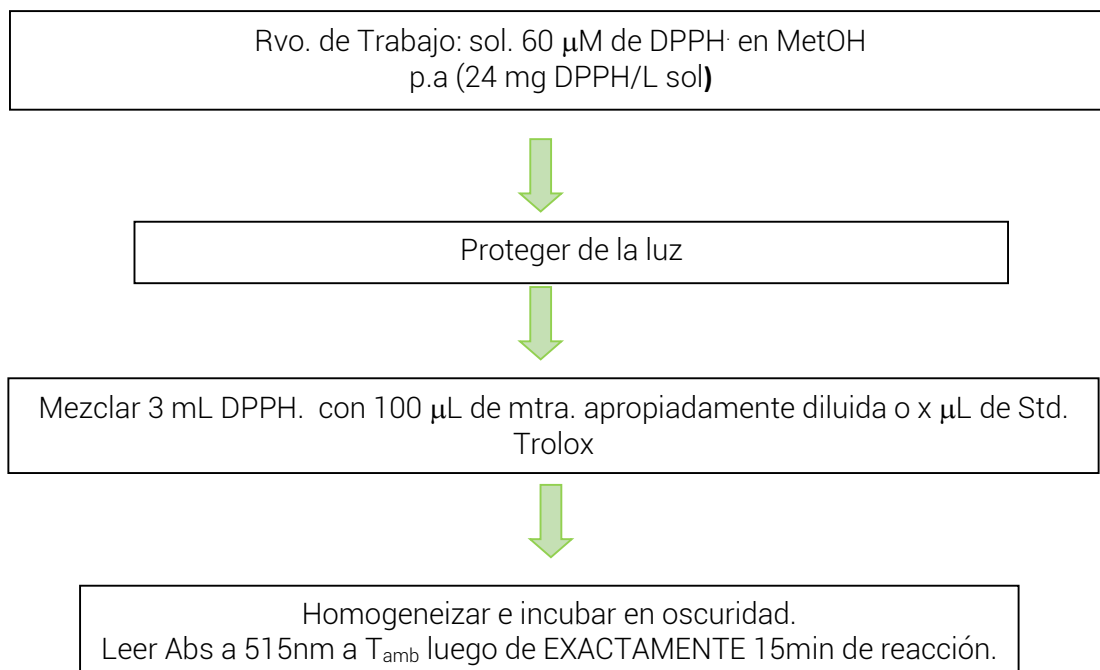 Rvo. de Trabajo: sol. 60 μM de DPPH· en MetOH
p.a (24 mg DPPH/L sol)
Proteger de la luz
Mezclar 3 mL DPPH. con 100 μL de mtra. apropiadamente diluida o x μL de Std.
Trolox
Homogeneizar e incubar en oscuridad.
Leer Abs a 515nm a Tamb luego de EXACTAMENTE 15min de reacción.